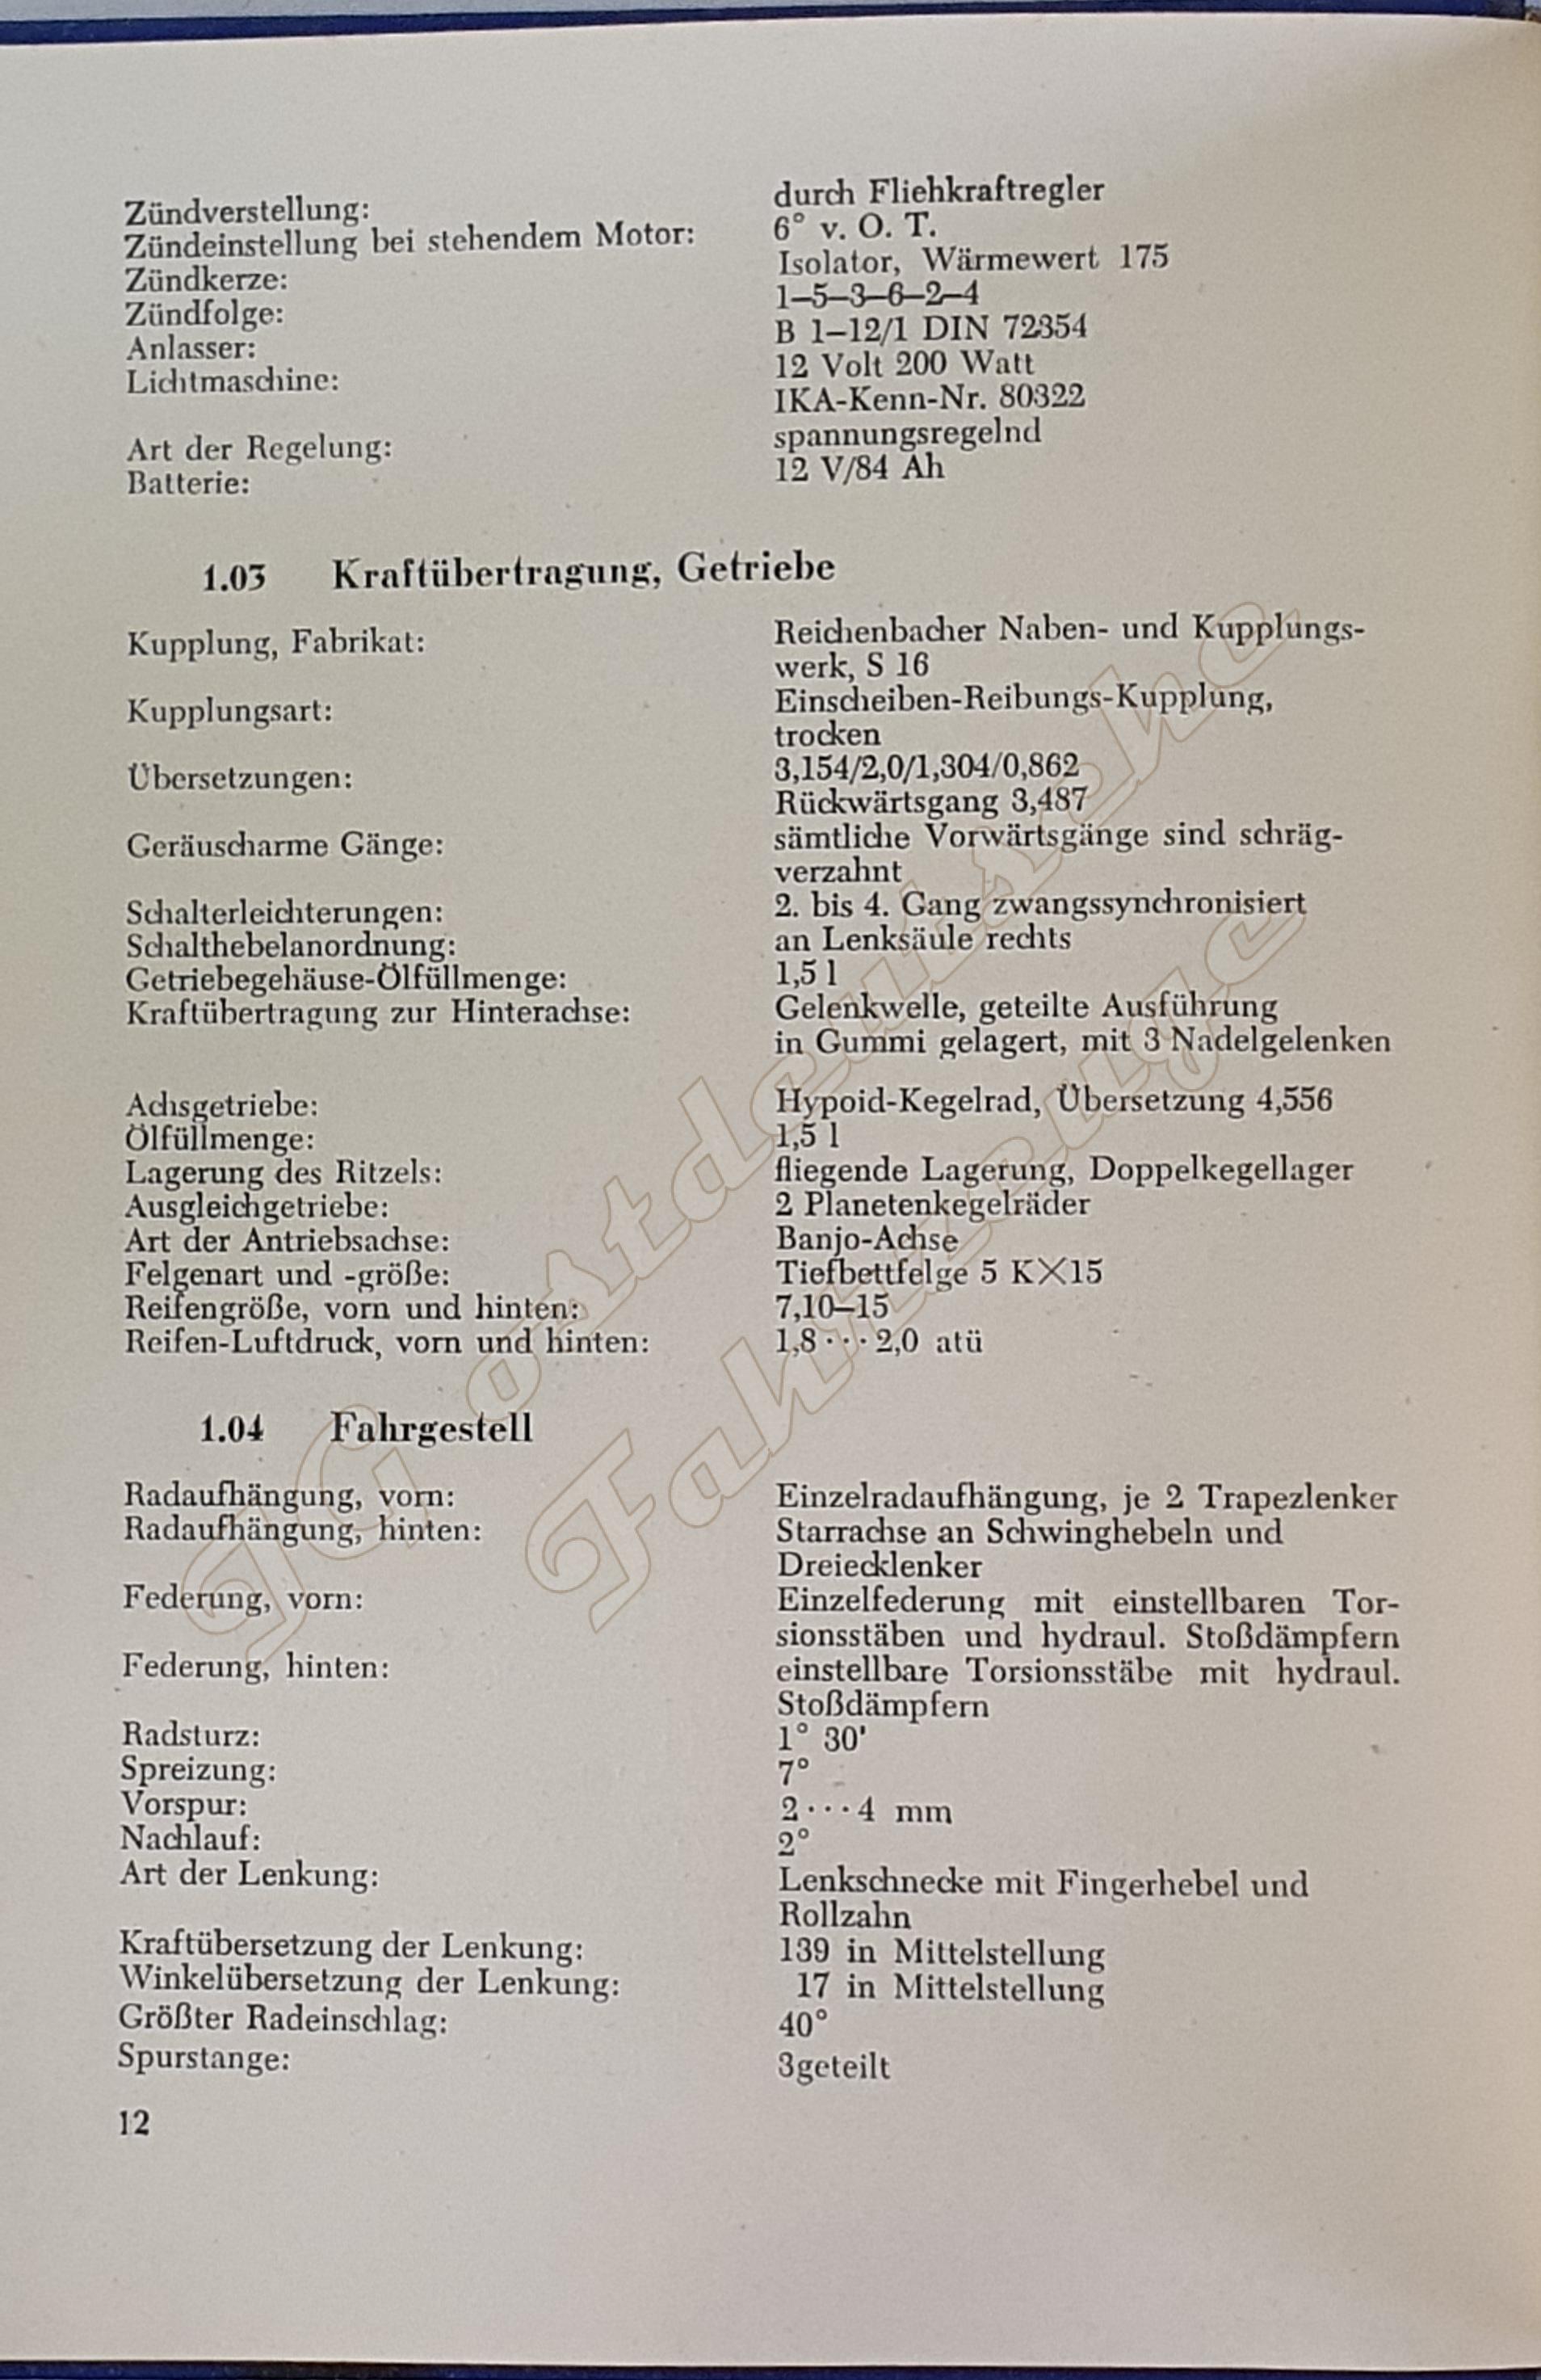 Zündverstellung: durch Fliehkraftregler
Zündeinstellung bei stehendem Motor: 6° v. O. T.
Zündkerze: Isolator, Wärmewert 175
Zündfolge: 1–5–3–6–2–4
Anlasser: B 1–12/1 DIN 72354
Lichtmaschine: 12 Volt 200 Watt
IKA-Kenn-Nr. 80322
Art der Regelung: spannungsregelnd
Batterie: 12 V/84 Ah
1.03 Kraftübertragung, Getriebe
Kupplung, Fabrikat: Reichenbacher Naben- und Kupplungs-
werk, S 16
Kupplungsart: Einscheiben-Reibungs-Kupplung,
trocken
Übersetzungen: 3,154/2,0/1,304/0,862
Rückwärtsgang 3,487
Geräuscharme Gänge: sämtliche Vorwärtsgänge sind schräg-
verzahnt
Schalterleichterungen: 2. bis 4. Gang zwangssynchronisiert
Schalthebelanordnung: an Lenksäule rechts
Getriebegehäuse-Ölfüllmenge: 1,5 l
Kraftübertragung zur Hinterachse: Gelenkwelle, geteilte Ausführung
in Gummi gelagert, mit 3 Nadelgelenken
Achsgetriebe: Hypoid-Kegelrad, Übersetzung 4,556
Ölfüllmenge: 1,5 l
Lagerung des Ritzels: fliegende Lagerung, Doppelkegellager
Ausgleichgetriebe: 2 Planetenkegelräder
Art der Antriebsachse: Banjo-Achse
Felgenart und -größe: Tiefbettfelge 5 K×15
Reifengröße, vorn und hinten: 7,10–15
Reifen-Luftdruck, vorn und hinten: 1,8···2,0 atü
1.04 Fahrgestell
Radaufhängung, vorn: Einzelradaufhängung, je 2 Trapezlenker
Radaufhängung, hinten: Starrachse an Schwinghebeln und
Dreiecklenker
Federung, vorn: Einzelfederung mit einstellbaren Tor-
sionsstäben und hydraul. Stoßdämpfern
Federung, hinten: einstellbare Torsionsstäbe mit hydraul.
Stoßdämpfern
Radsturz: 1° 30'
Spreizung: 7°
Vorspur: 2···4 mm
Nachlauf: 2°
Art der Lenkung: Lenkschnecke mit Fingerhebel und
Rollzahn
Kraftübersetzung der Lenkung: 139 in Mittelstellung
Winkelübersetzung der Lenkung: 17 in Mittelstellung
Größter Radeinschlag: 40°
Spurstange: 3geteilt
12
IG ostdeutsche
Fahrzeuge